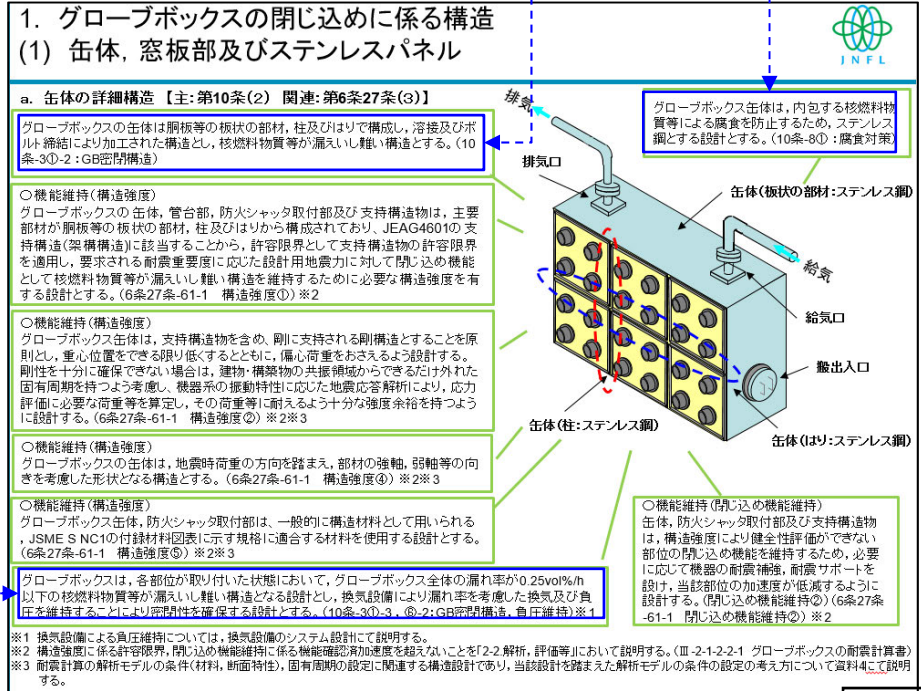 1. グローブボックスの閉じ込めに係る構造
(1) 缶体，窓板部及びステンレスパネル
JNFL
a. 缶体の詳細構造 【主：第10条(2) 関連：第6条27条(3)】
グローブボックスの缶体は胴板等の板状の部材，柱及びはりで構成し，溶接及びボ
ルト締結により加工された構造とし，核燃料物質等が漏えいし難い構造とする。(10
条-3①-2：GB密閉構造)
○機能維持(構造強度)
グローブボックスの缶体，管台部，防火シャッタ取付部及び支持構造物は，主要
部材が胴板等の板状の部材，柱及びはりから構成されており、JEAG4601の支
持構造(架構構造)に該当することから，許容限界として支持構造物の許容限界
を適用し，要求される耐震重要度に応じた設計用地震力に対して閉じ込め機能
として核燃料物質等が漏えいし難い構造を維持するために必要な構造強度を有
する設計とする。(6条27条-61-1 構造強度①)※2
○機能維持(構造強度)
グローブボックス缶体は，支持構造物を含め，剛に支持される剛構造とすることを原
則とし，重心位置をできる限り低くするとともに，偏心荷重をおさえるよう設計する。
剛性を十分に確保できない場合は，建物・構築物の共振領域からできるだけ外れた
固有周期を持つよう考慮し，機器系の振動特性に応じた地震応答解析により，応力
評価に必要な荷重等を算定し，その荷重等に耐えるよう十分な強度余裕を持つよう
に設計する。(6条27条-61-1 構造強度②) ※2※3
○機能維持(構造強度)
グローブボックスの缶体は，地震時荷重の方向を踏まえ，部材の強軸，弱軸等の向
きを考慮した形状となる構造とする。(6条27条-61-1 構造強度④)※2※3
○機能維持(構造強度)
グローブボックス缶体，防火シャッタ取付部は、一般的に構造材料として用いられる
，JSME S NC1の付録材料図表に示す規格に適合する材料を使用する設計とする。
(6条27条-61-1 構造強度⑤) ※2※3
グローブボックスは，各部位が取り付いた状態において，グローブボックス全体の漏れ率が0.25vol%/h
以下の核燃料物質等が漏えいし難い構造となる設計とし，換気設備により漏れ率を考慮した換気及び負
圧を維持することにより密閉性を確保する設計とする。(10条-3①-3，⑥-2：GB密閉構造，負圧維持)※1
グローブボックス缶体は，内包する核燃料物
質等による腐食を防止するため，ステンレス
鋼とする設計とする。(10条-8①：腐食対策)
排気
排気口
缶体(板状の部材：ステンレス鋼)
給気
給気口
搬出入口
缶体(柱：ステンレス鋼)
缶体(はり：ステンレス鋼)
○機能維持(閉じ込め機能維持)
缶体，防火シャッタ取付部及び支持構造物
は，構造強度により健全性評価ができない
部位の閉じ込め機能を維持するため，必要
に応じて機器の耐震補強，耐震サポートを
設け，当該部位の加速度が低減するように
設計する。(閉じ込め機能維持②)(6条27条
-61-1 閉じ込め機能維持②) ※2
※1 換気設備による負圧維持については，換気設備のシステム設計にて説明する。
※2 構造強度に係る許容限界，閉じ込め機能維持に係る機能確認済加速度を超えないことを「2-2.解析，評価等」において説明する。(Ⅲ-2-1-2-2-1 グローブボックスの耐震計算書)
※3 耐震計算の解析モデルの条件(材料，断面特性)，固有周期の設定に関連する構造設計であり，当該設計を踏まえた解析モデルの条件の設定の考え方について資料4にて説明
する。